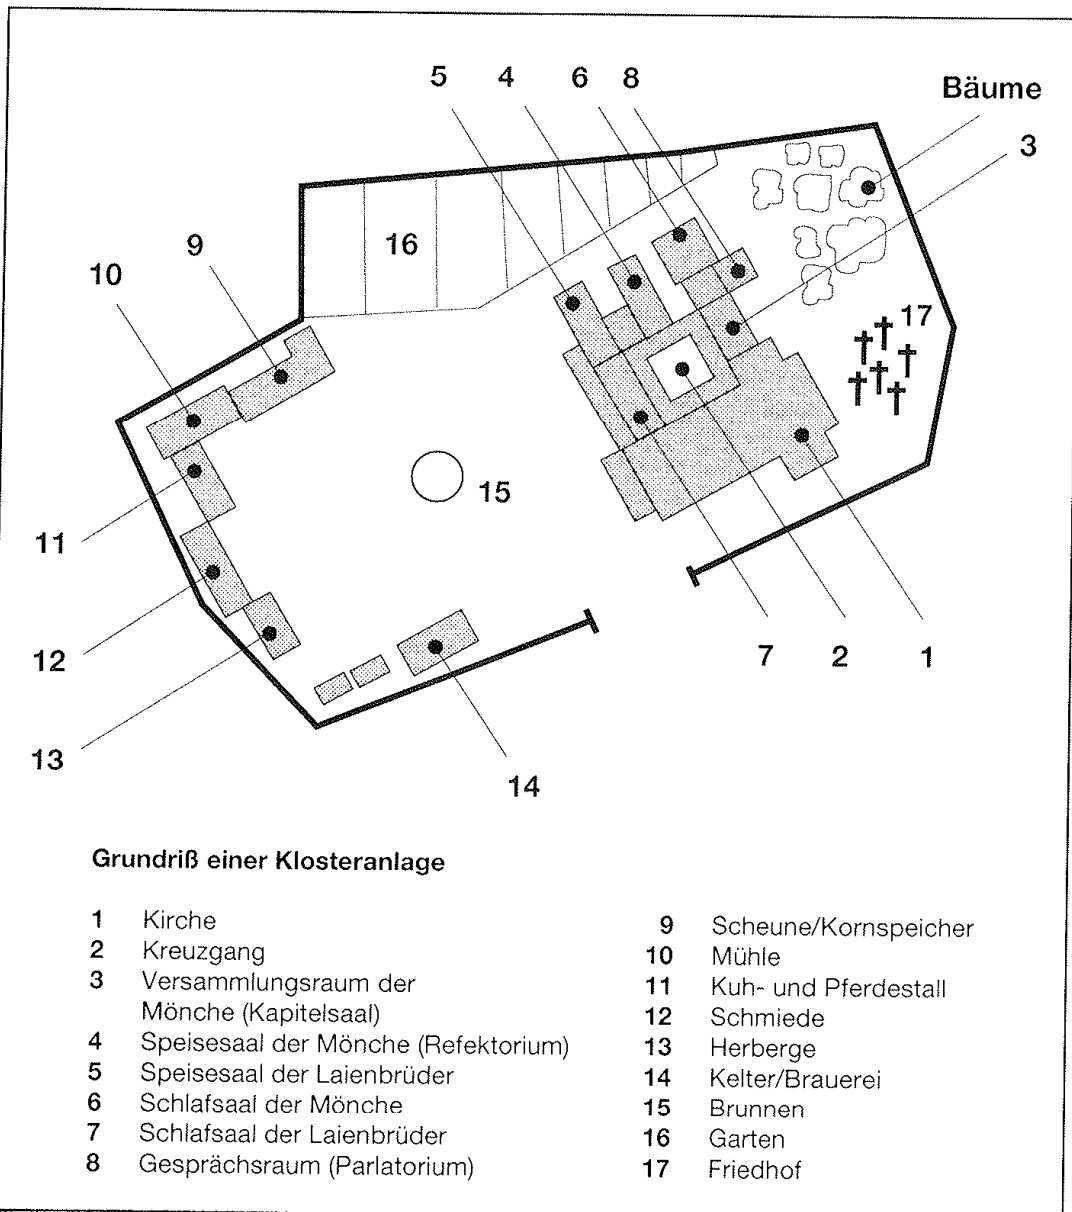 5 4 6 8
Bäume
3
9
16
10
17
15
11
12
7 2 1
13
14
Grundriß einer Klosteranlage
1 Kirche
2 Kreuzgang
3 Versammlungsraum der
Mönche (Kapitelsaal)
4 Speisesaal der Mönche (Refektorium)
5 Speisesaal der Laienbrüder
6 Schlafsaal der Mönche
7 Schlafsaal der Laienbrüder
8 Gesprächsraum (Parlatorium)
9 Scheune/Kornspeicher
10 Mühle
11 Kuh- und Pferdestall
12 Schmiede
13 Herberge
14 Kelter/Brauerei
15 Brunnen
16 Garten
17 Friedhof